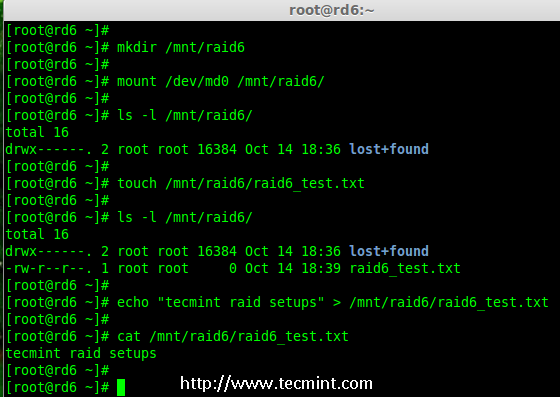 root@rd6:~
[root@rd6 ~]#
[root@rd6 ~]# mkdir /mnt/raid6
[root@rd6 ~]#
[root@rd6 ~]# mount /dev/md0 /mnt/raid6/
[root@rd6 ~]#
[root@rd6 ~]# ls -l /mnt/raid6/
total 16
drwx------. 2 root root 16384 Oct 14 18:36 lost+found
[root@rd6 ~]#
[root@rd6 ~]# touch /mnt/raid6/raid6_test.txt
[root@rd6 ~]#
[root@rd6 ~]# ls -l /mnt/raid6/
total 16
drwx------. 2 root root 16384 Oct 14 18:36 lost+found
-rw-r--r--. 1 root root     0 Oct 14 18:39 raid6_test.txt
[root@rd6 ~]#
[root@rd6 ~]# echo "tecmint raid setups" > /mnt/raid6/raid6_test.txt
[root@rd6 ~]#
[root@rd6 ~]# cat /mnt/raid6/raid6_test.txt
tecmint raid setups
[root@rd6 ~]#
[root@rd6 ~]#
http://www.tecmint.com